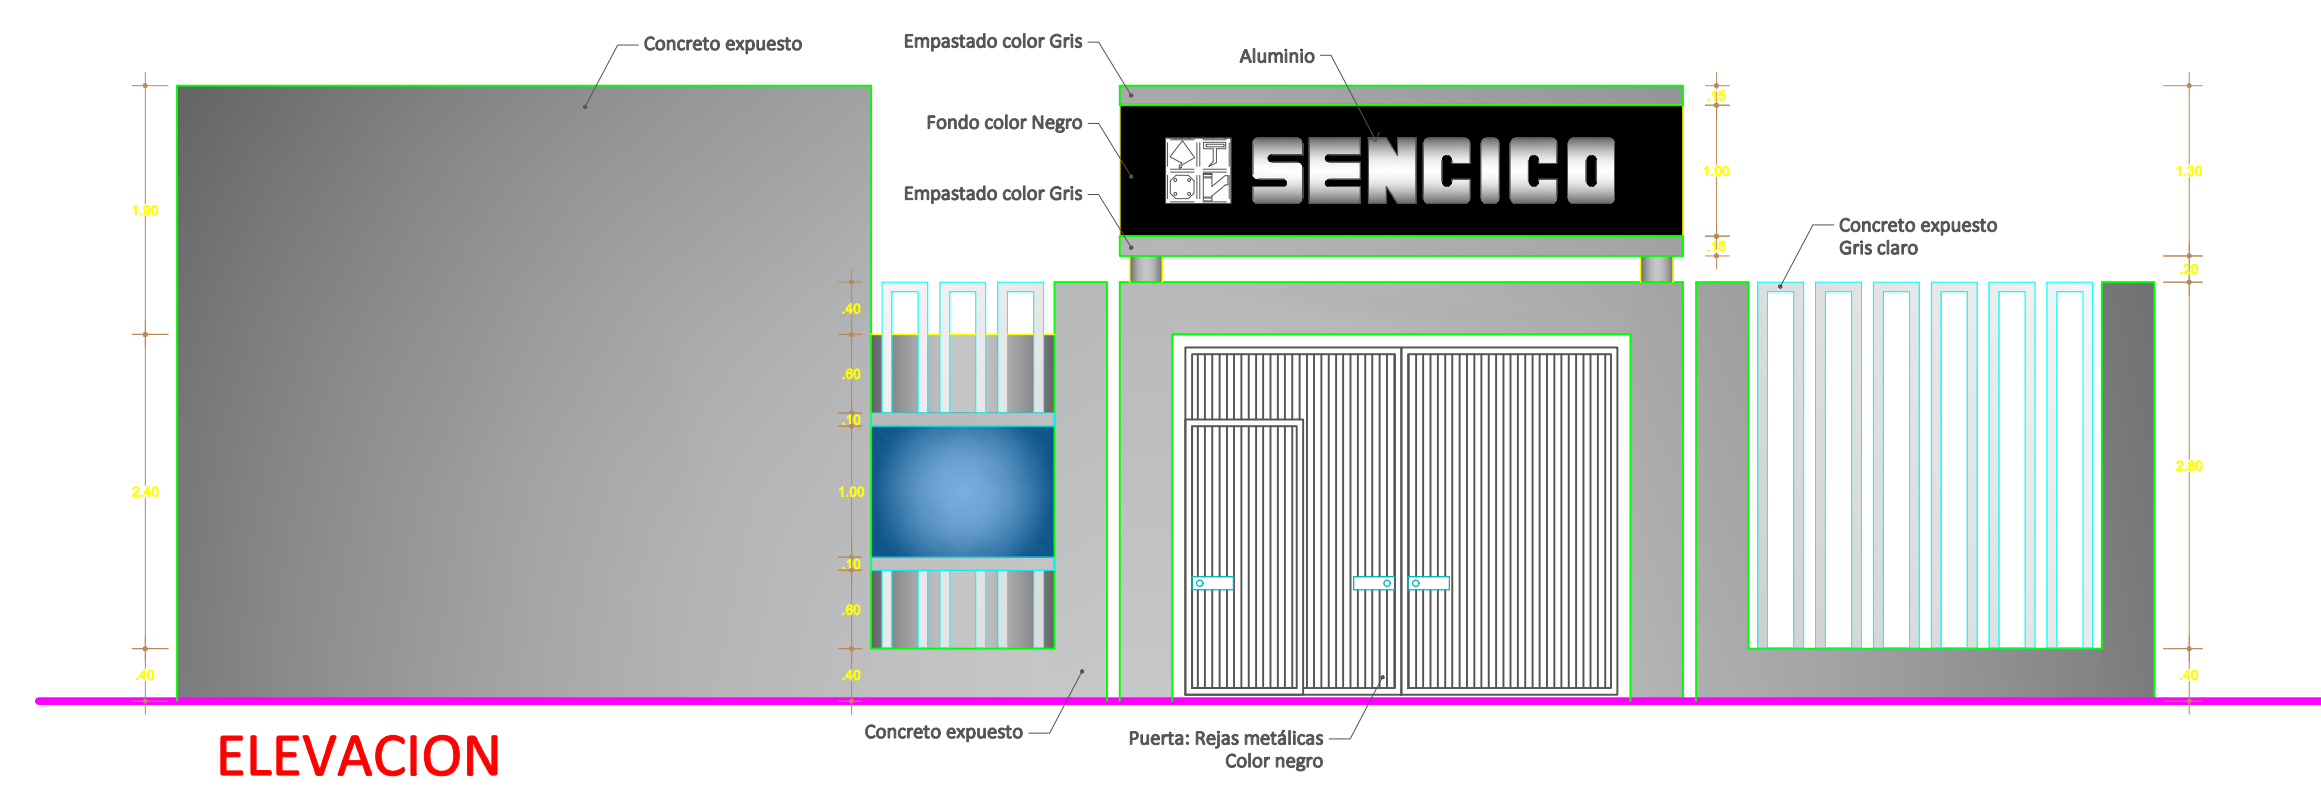 Concreto expuesto
Empastado color Gris
Aluminio
Fondo color Negro
Empastado color Gris
SENCICO
Concreto expuesto
Gris claro
.15
1.00
.15
1.30
.20
2.80
.40
1.90
2.40
.40
.40
.60
.10
1.00
.10
.60
.40
Concreto expuesto
Puerta: Rejas metálicas
Color negro
ELEVACION